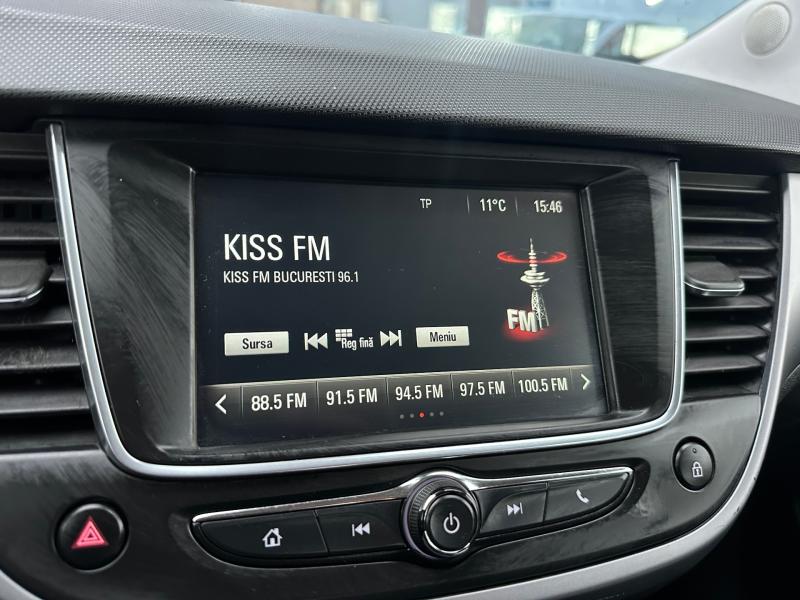 TP 11°C 15:46
KISS FM
KISS FM BUCURESTI 96.1
FM
Sursa Reg fină Meniu
88.5 FM 91.5 FM 94.5 FM 97.5 FM 100.5 FM